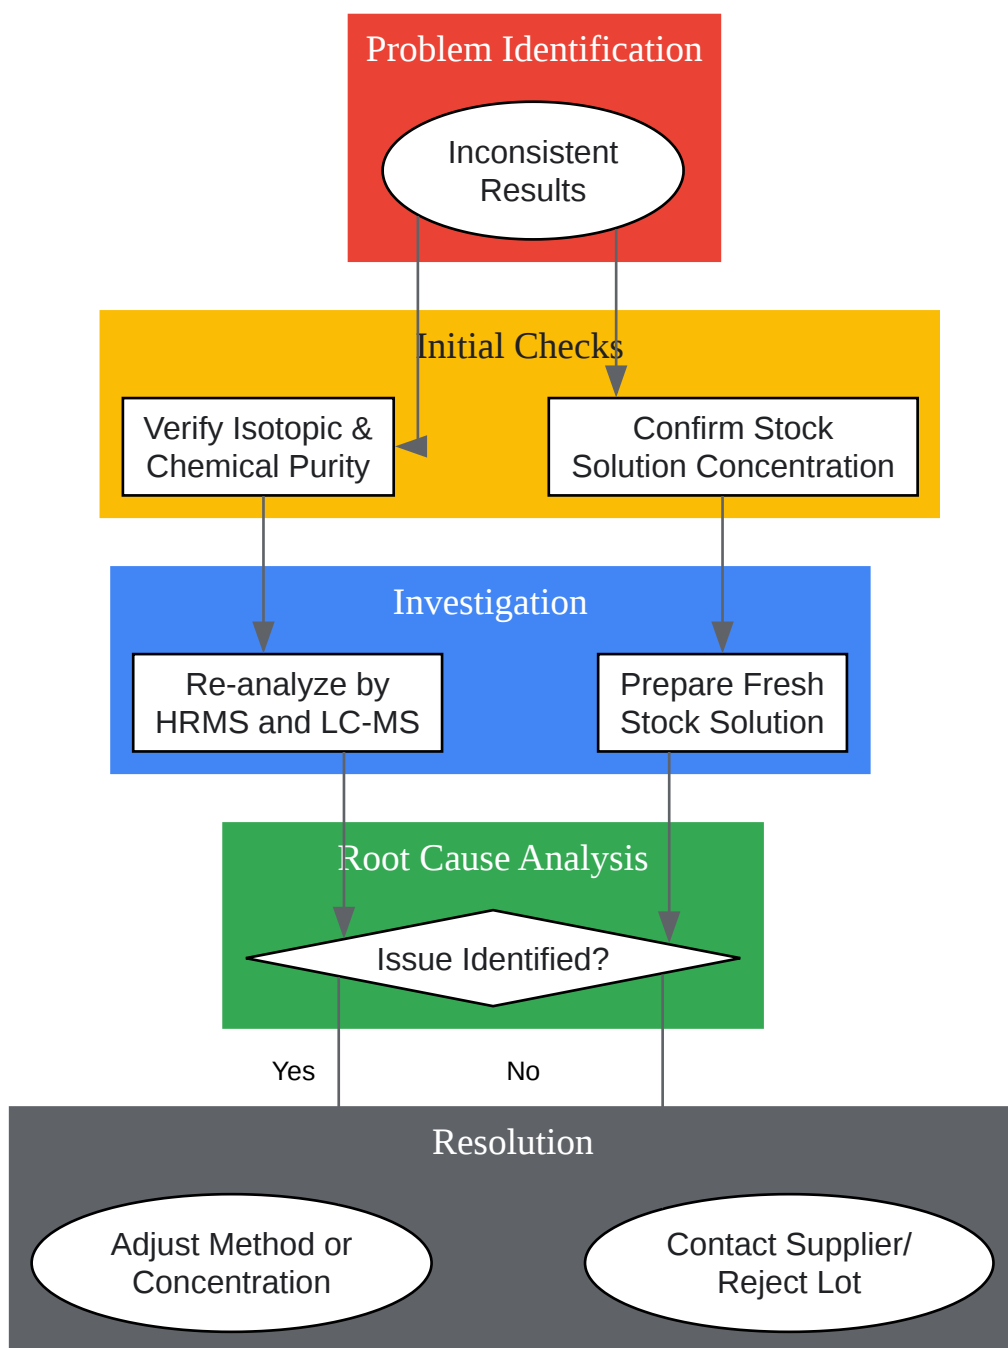 Problem Identification
Inconsistent
Results
Initial Checks
Verify Isotopic &
Chemical Purity
Confirm Stock
Solution Concentration
Investigation
Re-analyze by
HRMS and LC-MS
Prepare Fresh
Stock Solution
Root Cause Analysis
Issue Identified?
Yes
No
Resolution
Adjust Method or
Concentration
Contact Supplier/
Reject Lot